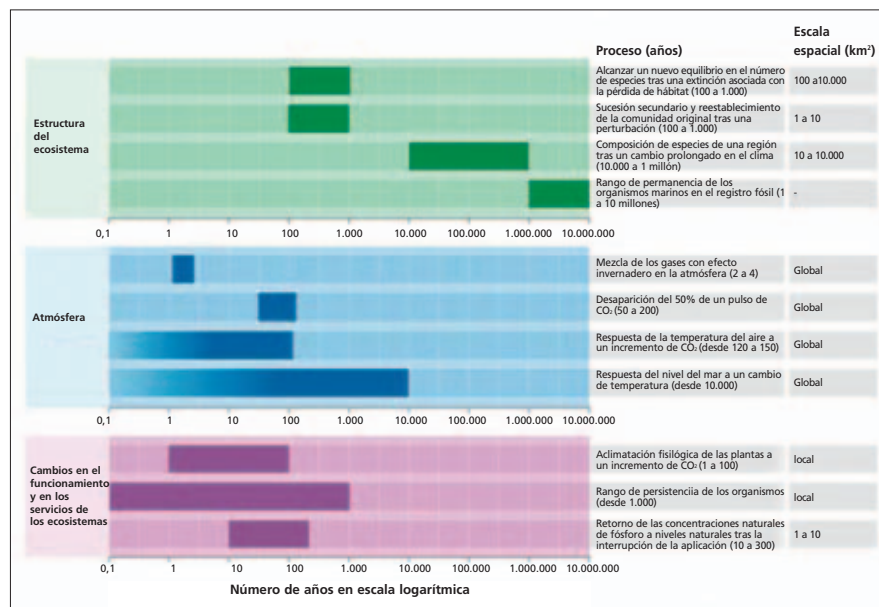 Proceso (años)
Escala
espacial (km²)
Estructura
del
ecosistema
Alcanzar un nuevo equilibrio en el número
de especies tras una extinción asociada con
la pérdida de hábitat (100 a 1.000)
100 a10.000
Sucesión secundario y reestablecimiento
de la comunidad original tras una
perturbación (100 a 1.000)
1 a 10
Composición de especies de una región
tras un cambio prolongado en el clima
(10.000 a 1 millón)
10 a 10.000
Rango de permanencia de los
organismos marinos en el registro fósil (1
a 10 millones)
-
0,1 1 10 100 1.000 10.000 100.000 1.000.000 10.000.000
Atmósfera
Mezcla de los gases con efecto
invernadero en la atmósfera (2 a 4)
Global
Desaparición del 50% de un pulso de
CO₂ (50 a 200)
Global
Respuesta de la temperatura del aire a
un incremento de CO₂ (desde 120 a 150)
Global
Respuesta del nivel del mar a un cambio
de temperatura (desde 10.000)
Global
0,1 1 10 100 1.000 10.000 100.000 1.000.000 10.000.000
Cambios en el
funcionamiento
y en los
servicios de
los ecosistemas
Aclimatación fisilógica de las plantas a
un incremento de CO² (1 a 100)
local
Rango de persistenciia de los organismos
(desde 1.000)
local
Retorno de las concentraciones naturales
de fósforo a niveles naturales tras la
interrupción de la aplicación (10 a 300)
1 a 10
0,1 1 10 100 1.000 10.000 100.000 1.000.000 10.000.000
Número de años en escala logarítmica